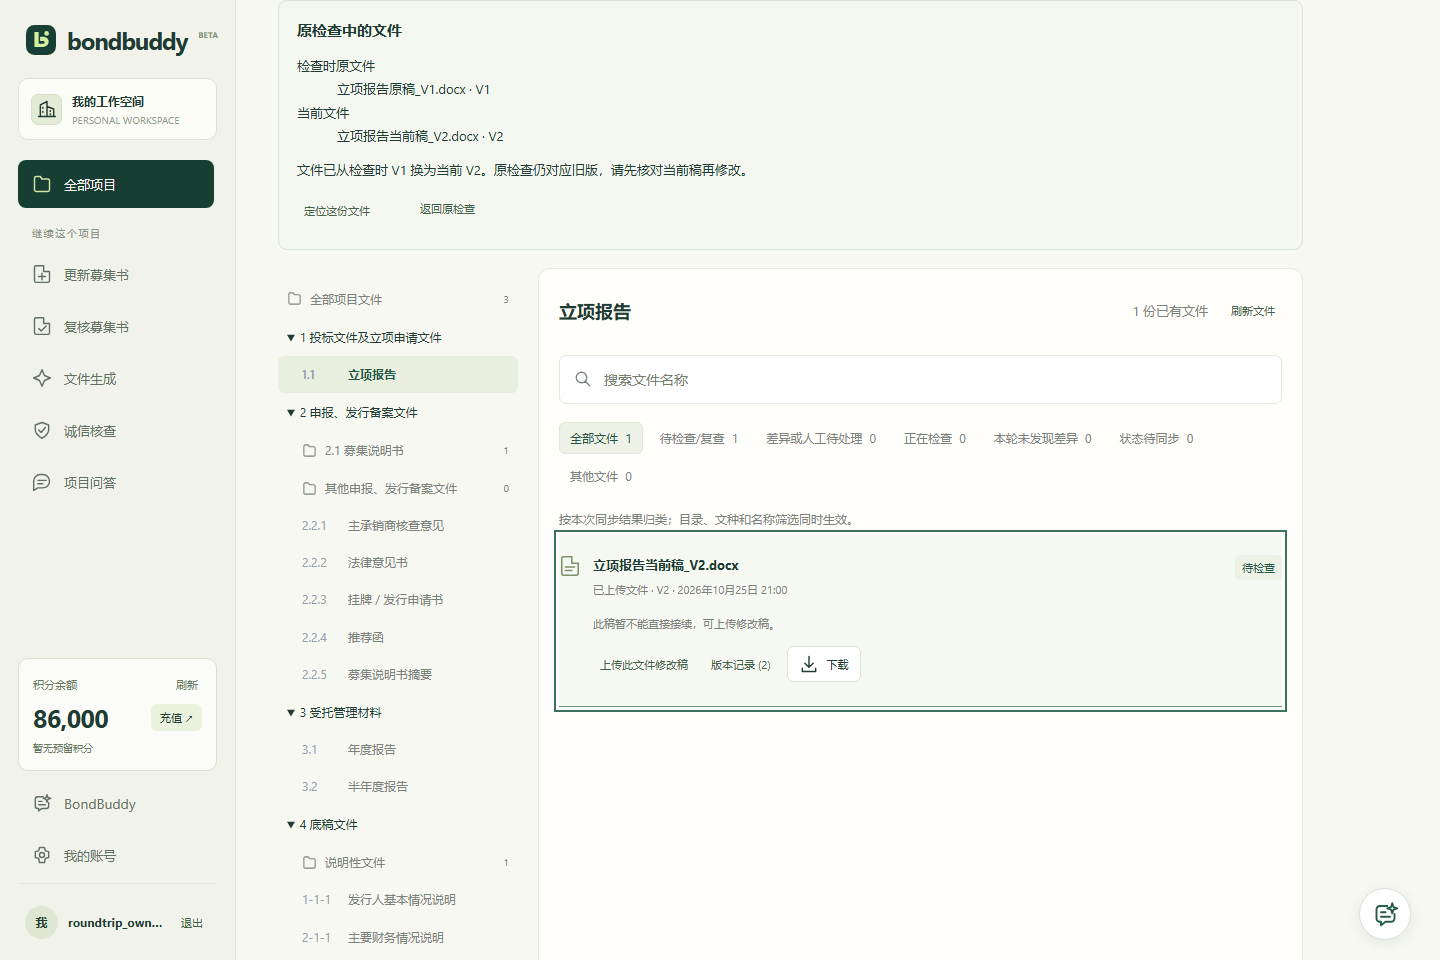 bondbuddy BETA
我的工作空间
PERSONAL WORKSPACE
全部项目
继续这个项目
更新募集书
复核募集书
文件生成
诚信核查
项目问答
积分余额 刷新
86,000 充值 ↗
暂无预留积分
BondBuddy
我的账号
我 roundtrip_own... 退出
原检查中的文件
检查时原文件
立项报告原稿_V1.docx · V1
当前文件
立项报告当前稿_V2.docx · V2
文件已从检查时 V1 换为当前 V2。原检查仍对应旧版，请先核对当前稿再修改。
定位这份文件 返回原检查
全部项目文件 3
▼ 1 投标文件及立项申请文件
1.1 立项报告
▼ 2 申报、发行备案文件
2.1 募集说明书 1
其他申报、发行备案文件 0
2.2.1 主承销商核查意见
2.2.2 法律意见书
2.2.3 挂牌 / 发行申请书
2.2.4 推荐函
2.2.5 募集说明书摘要
▼ 3 受托管理材料
3.1 年度报告
3.2 半年度报告
▼ 4 底稿文件
说明性文件 1
1-1-1 发行人基本情况说明
2-1-1 主要财务情况说明
立项报告 1 份已有文件 刷新文件
搜索文件名称
全部文件 1 待检查/复查 1 差异或人工待处理 0 正在检查 0 本轮未发现差异 0 状态待同步 0
其他文件 0
按本次同步结果归类；目录、文种和名称筛选同时生效。
立项报告当前稿_V2.docx 待检查
已上传文件 · V2 · 2026年10月25日 21:00
此稿暂不能直接接续，可上传修改稿。
上传此文件修改稿 版本记录 (2) 下载